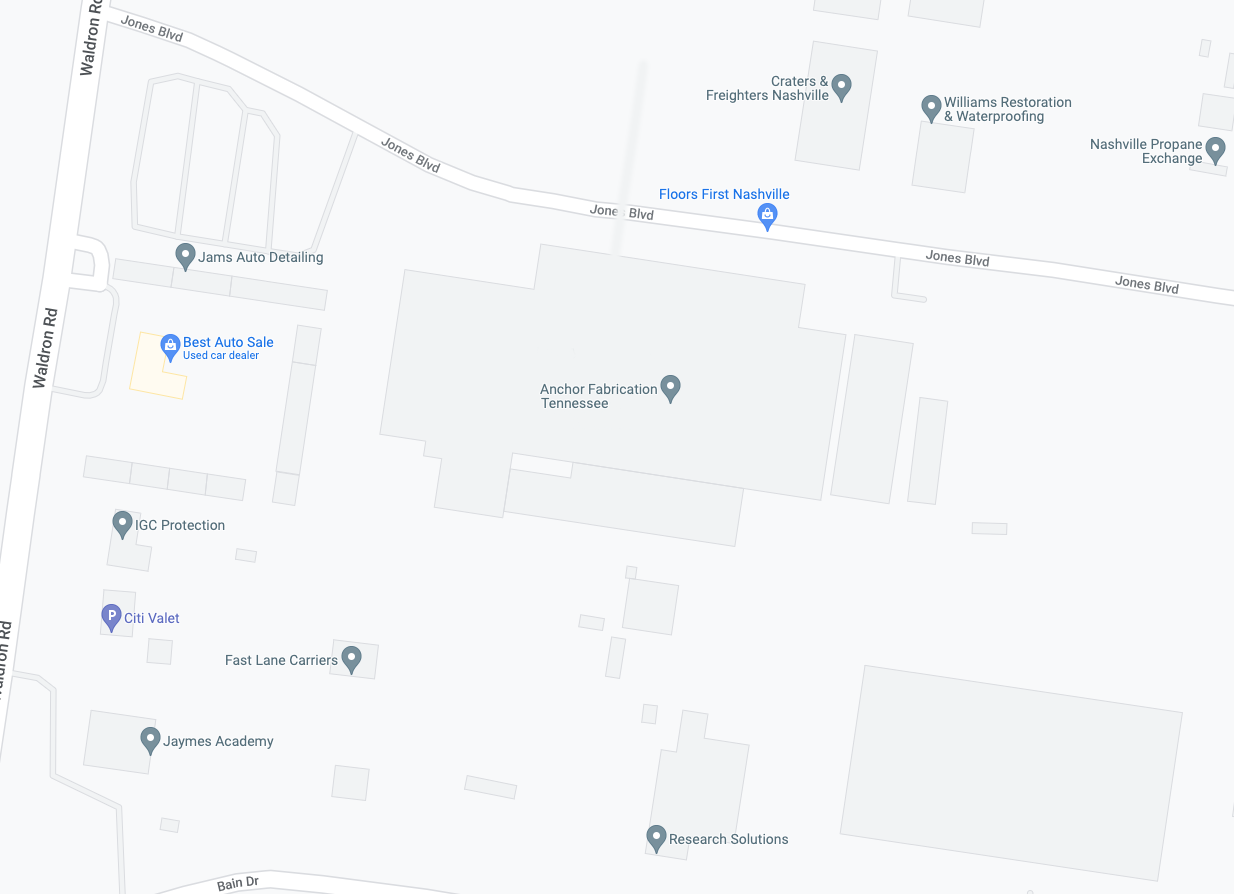 Waldron Rd
Jones Blvd
Craters &
Freighters Nashville
Williams Restoration
& Waterproofing
Nashville Propane
Exchange
Jones Blvd
Floors First Nashville
Jones Blvd
Jams Auto Detailing
Jones Blvd
Jones Blvd
Waldron Rd
Best Auto Sale
Used car dealer
Anchor Fabrication
Tennessee
IGC Protection
P
Citi Valet
Waldron Rd
Fast Lane Carriers
Jaymes Academy
Research Solutions
Bain Dr